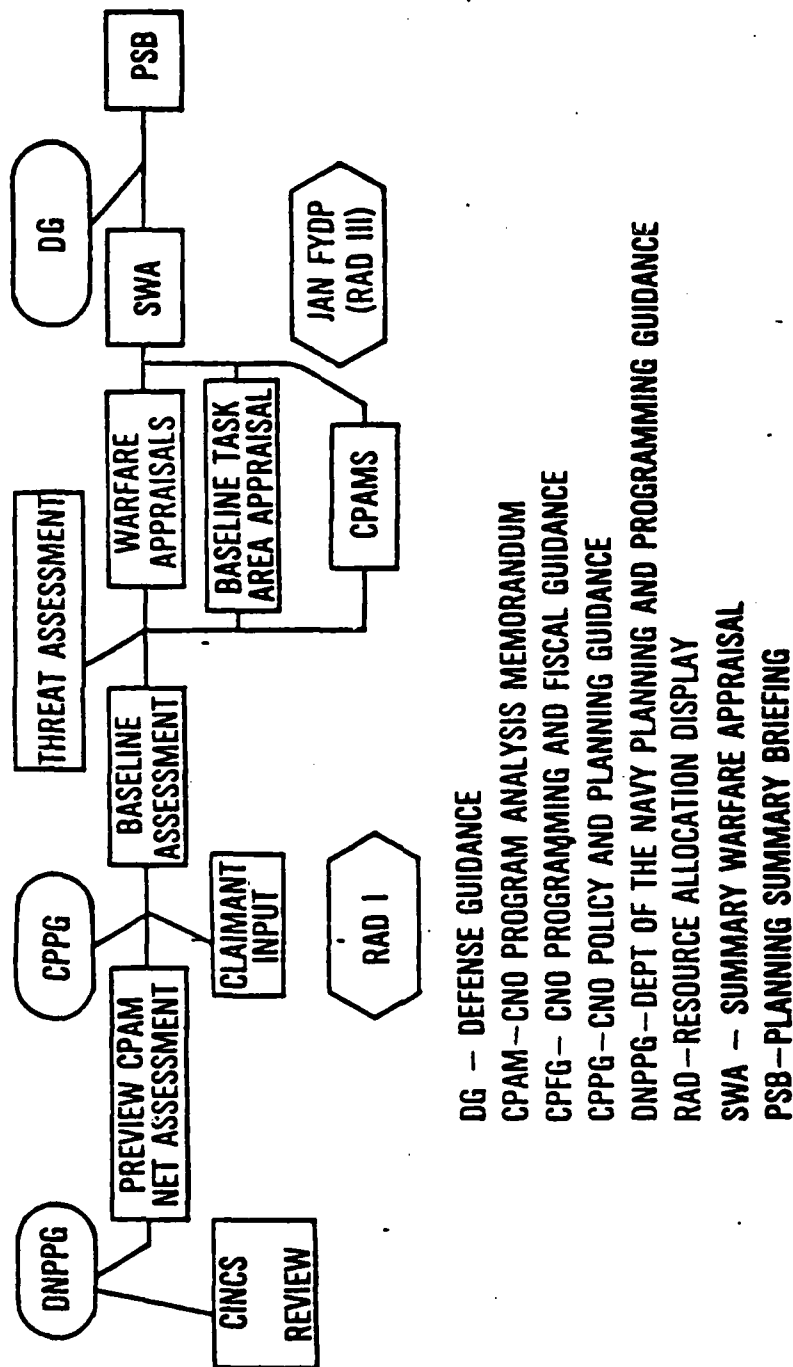 DNPPG
CINCS
REVIEW
PREVIEW CPAM
NET ASSESSMENT
CPPG
CLAIMANT
INPUT
RAD I
BASELINE
ASSESSMENT
THREAT ASSESSMENT
WARFARE
APPRAISALS
BASELINE TASK
AREA APPRAISAL
CPAMS
SWA
JAN FYDP
(RAD III)
DG
PSB
DG – DEFENSE GUIDANCE
CPAM–CNO PROGRAM ANALYSIS MEMORANDUM
CPFG– CNO PROGRAMMING AND FISCAL GUIDANCE
CPPG–CNO POLICY AND PLANNING GUIDANCE
DNPPG–DEPT OF THE NAVY PLANNING AND PROGRAMMING GUIDANCE
RAD–RESOURCE ALLOCATION DISPLAY
SWA – SUMMARY WARFARE APPRAISAL
PSB–PLANNING SUMMARY BRIEFING